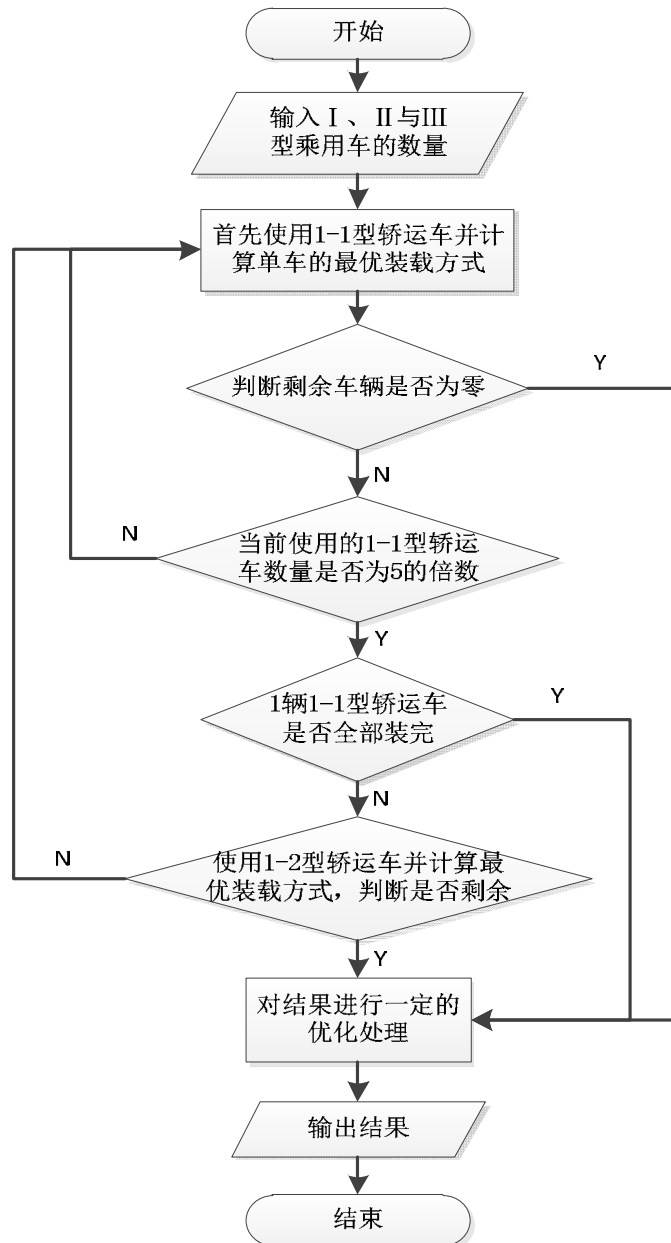 开始
输入Ⅰ、Ⅱ与III
型乘用车的数量
首先使用1-1型轿运车并计
算单车的最优装载方式
判断剩余车辆是否为零
Y
N
当前使用的1-1型轿运
车数量是否为5的倍数
N
Y
1辆1-1型轿运车
是否全部装完
Y
N
使用1-2型轿运车并计算最
优装载方式，判断是否剩余
N
Y
对结果进行一定的
优化处理
输出结果
结束